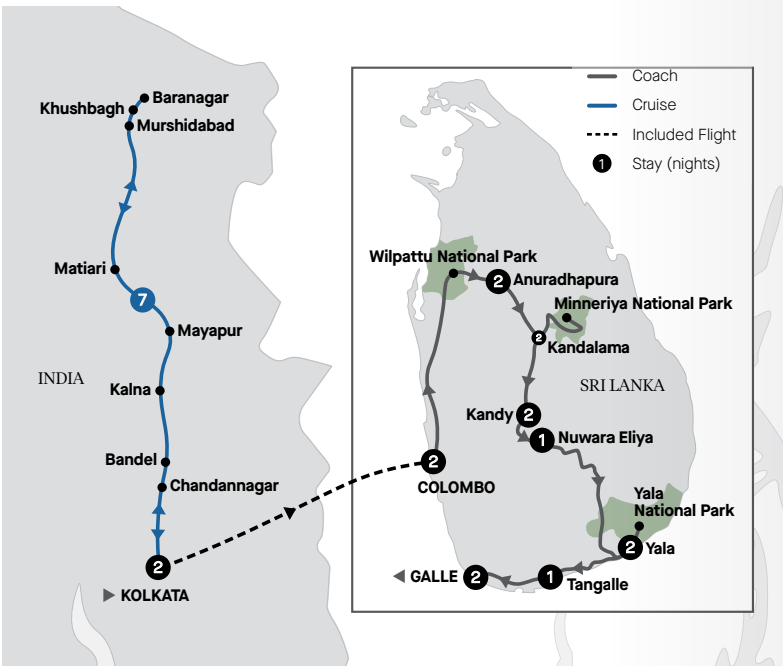 Baranagar
Khushbagh
Murshidabad
Matiari
7
Mayapur
INDIA
Kalna
Bandel
Chandannagar
2
KOLKATA
Coach
Cruise
Included Flight
1 Stay (nights)
Wilpattu National Park
2 Anuradhapura
Minneriya National Park
2
Kandalama
SRI LANKA
Kandy 2
1 Nuwara Eliya
2
COLOMBO
Yala
National Park
2 Yala
GALLE 2
1
Tangalle